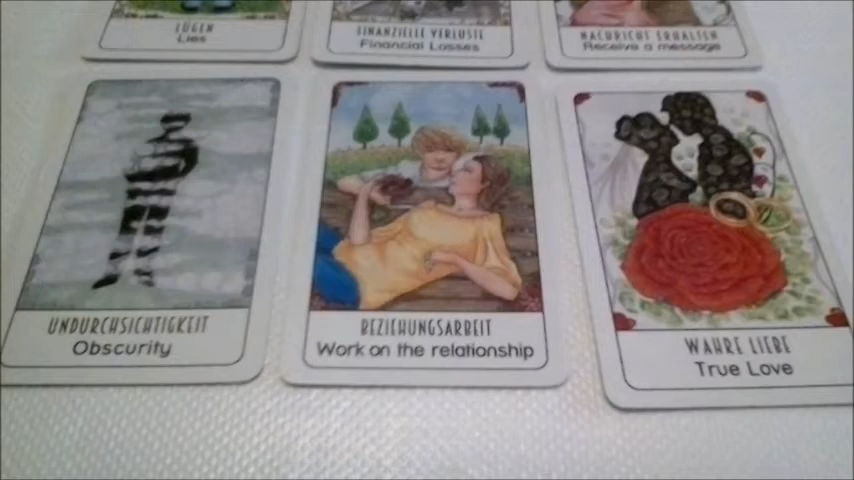 LÜGEN
Lies
FINANZIELLE VERLUSTE
Financial Losses
NACHRICHT ERHALTEN
Receive a message
UNDURCHSICHTIGKEIT
Obscurity
BEZIEHUNGSARBEIT
Work on the relationship
WAHRE LIEBE
True Love